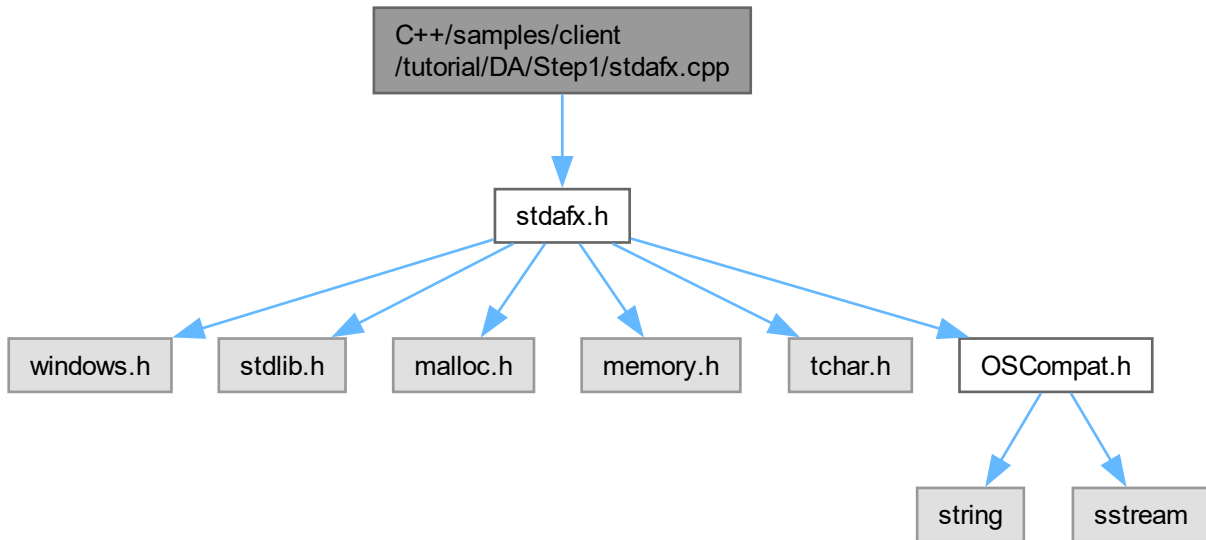 C++/samples/client
/tutorial/DA/Step1/stdafx.cpp
stdafx.h
windows.h
stdlib.h
malloc.h
memory.h
tchar.h
OSCompat.h
string
sstream